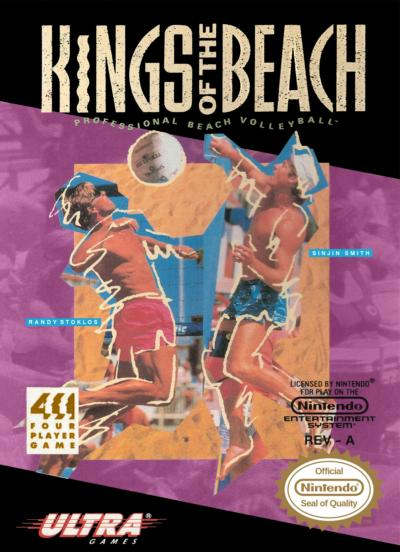 KINGS OF THE BEACH
PROFESSIONAL BEACH VOLLEYBALL™
SINJIN SMITH
RANDY STOKLOS
4
FOUR
PLAYER
GAME
LICENSED BY NINTENDO®
FOR PLAY ON THE
Nintendo
ENTERTAINMENT
SYSTEM®
REV-A
ULTRA®
GAMES
Official
Nintendo
Seal of Quality